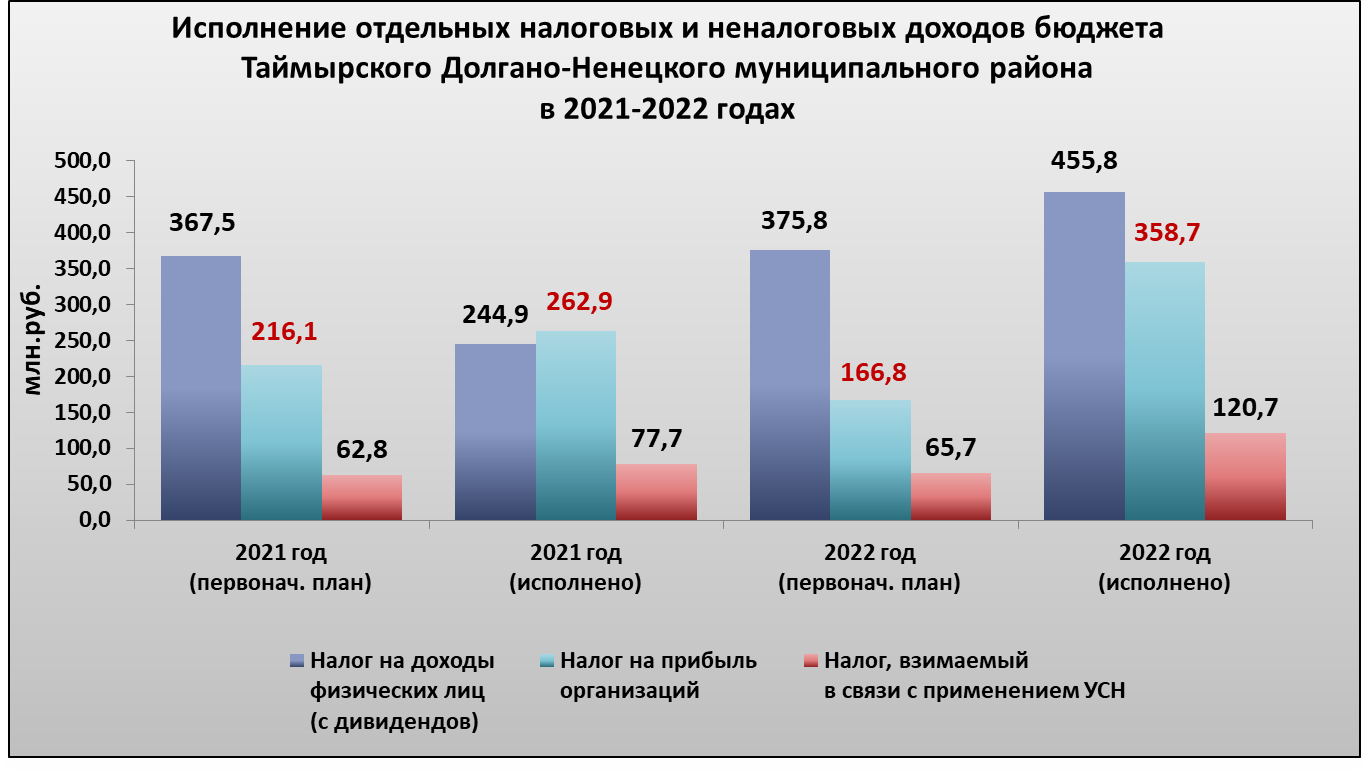 Исполнение отдельных налоговых и неналоговых доходов бюджета
Таймырского Долгано-Ненецкого муниципального района
в 2021-2022 годах
млн.руб.
500,0
450,0
400,0
350,0
300,0
250,0
200,0
150,0
100,0
50,0
0,0
367,5
216,1
62,8
244,9
262,9
77,7
375,8
166,8
65,7
455,8
358,7
120,7
2021 год
(первонач. план)
2021 год
(исполнено)
2022 год
(первонач. план)
2022 год
(исполнено)
Налог на доходы
физических лиц
(с дивидендов)
Налог на прибыль
организаций
Налог, взимаемый
в связи с применением УСН